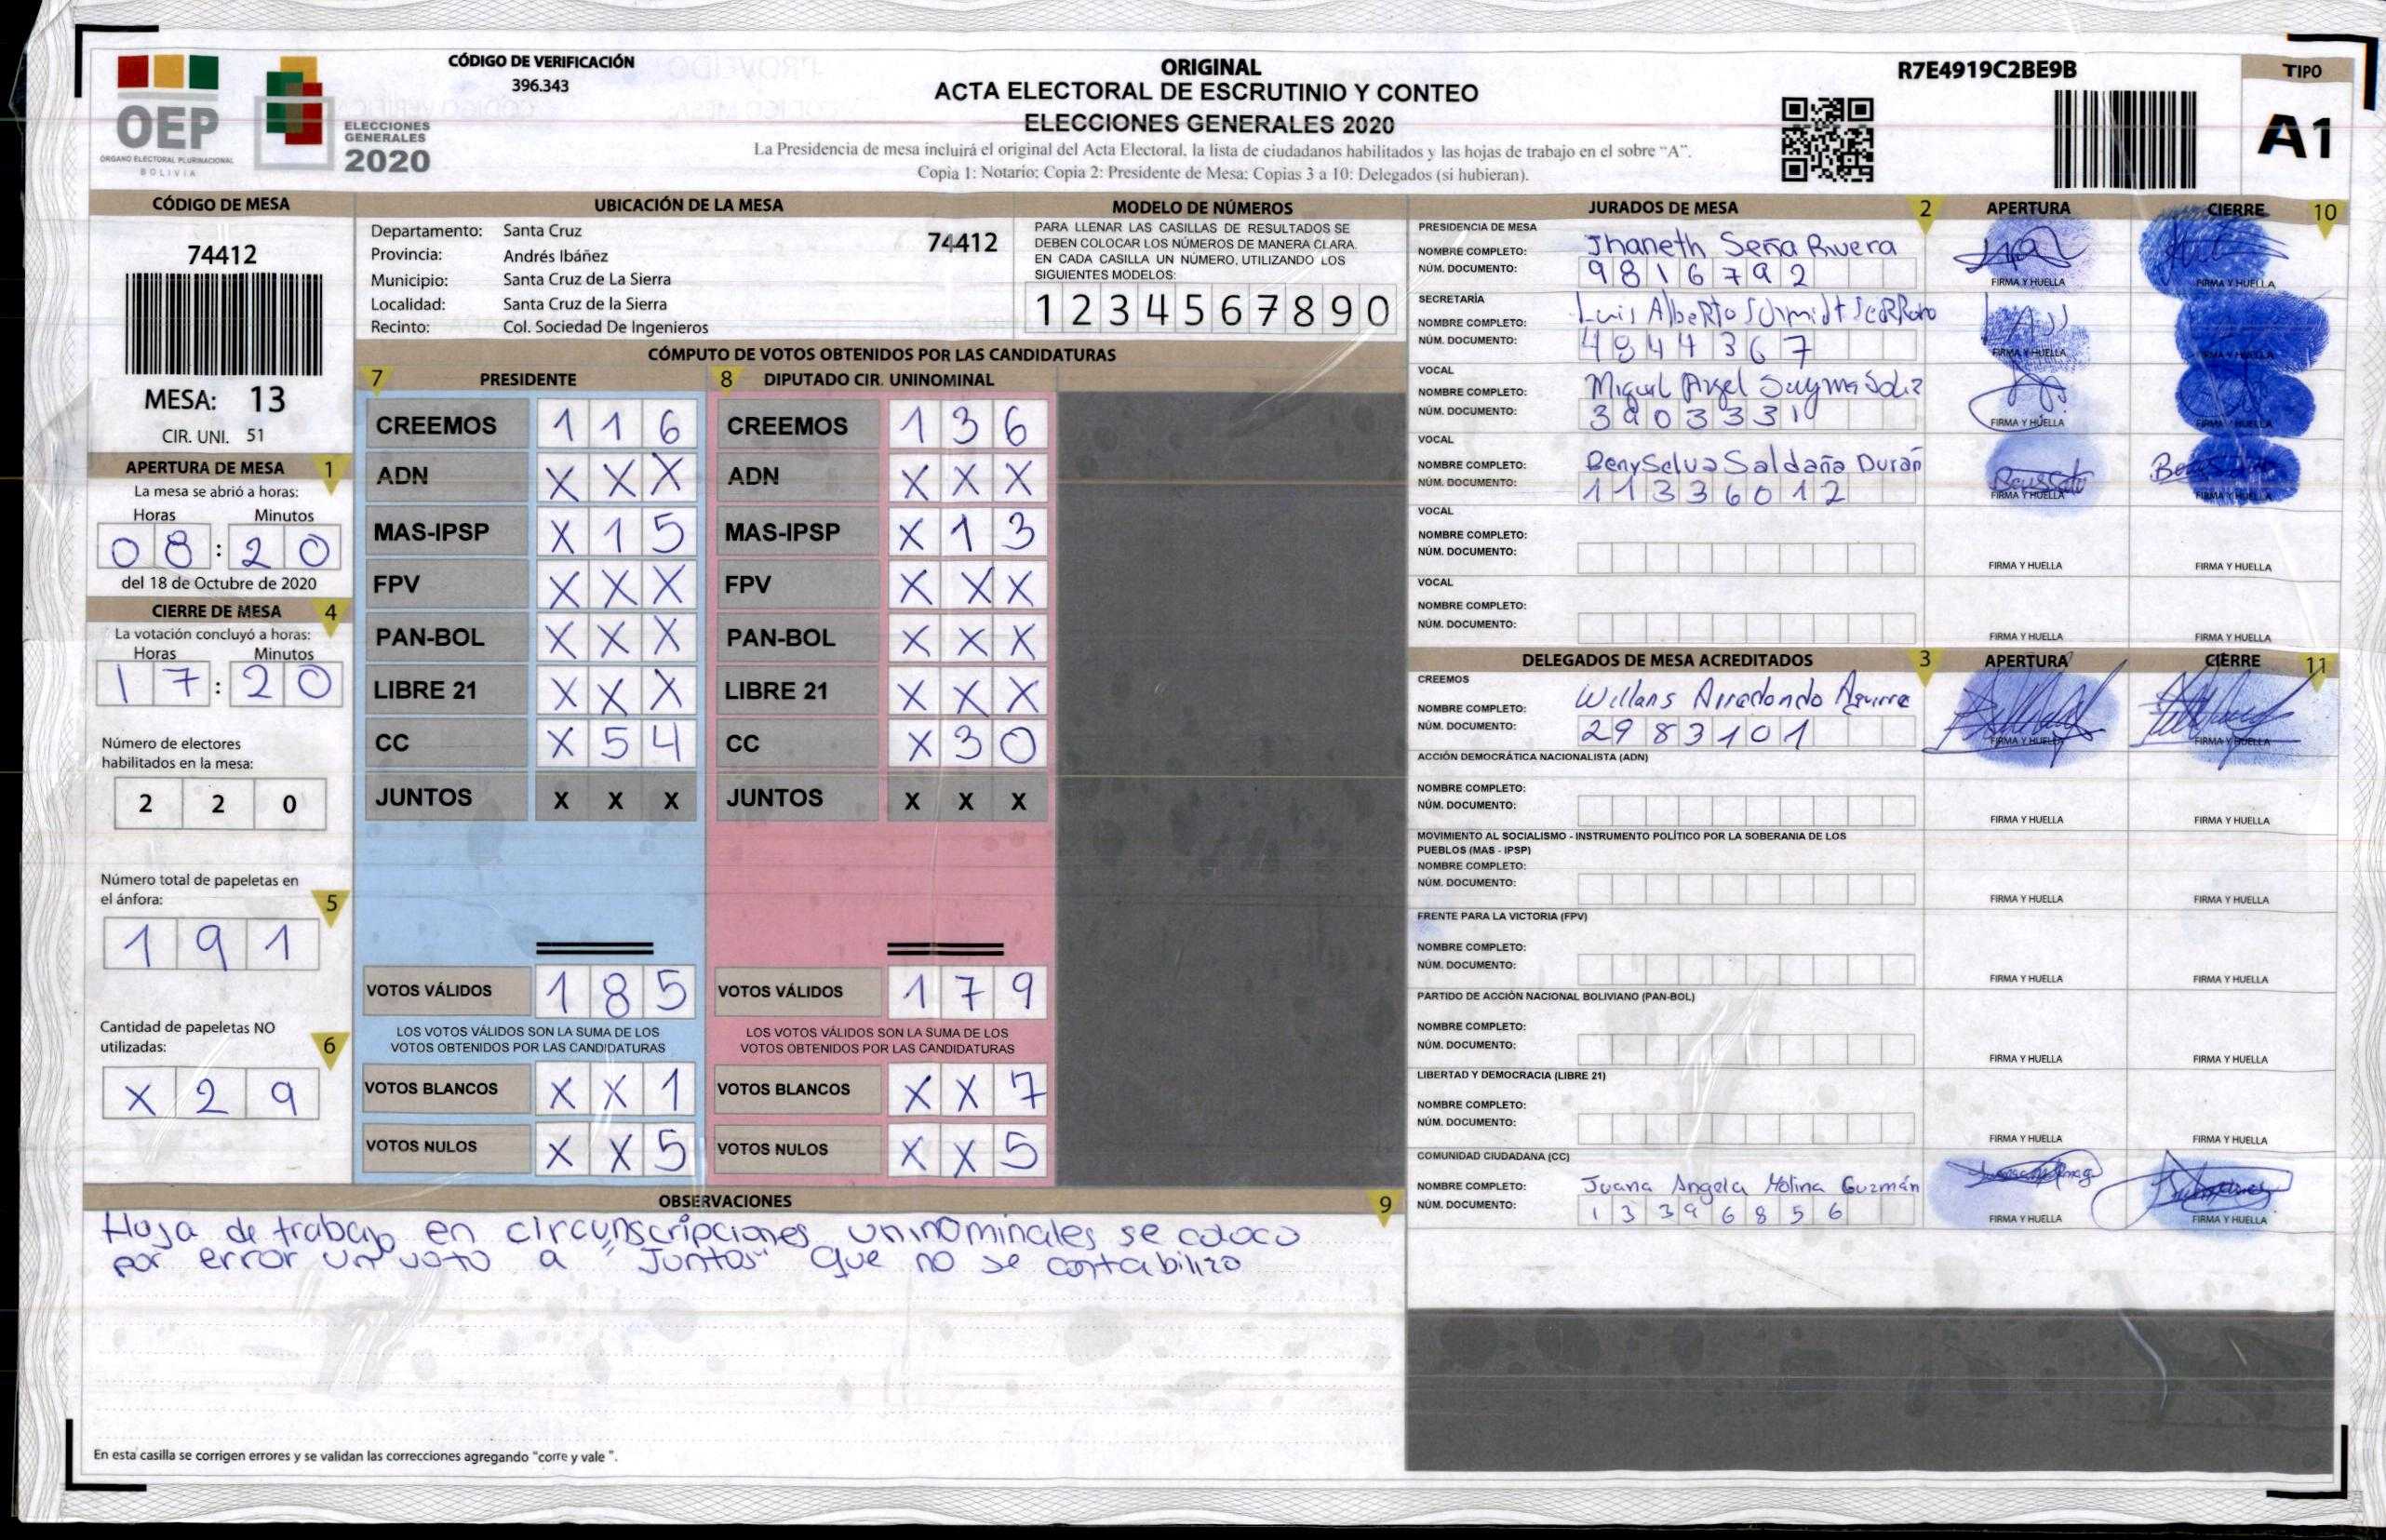 CÓDIGO DE VERIFICACIÓN
396.343
ORIGINAL
ACTA ELECTORAL DE ESCRUTINIO Y CONTEO
ELECCIONES GENERALES 2020
La Presidencia de mesa incluirá el original del Acta Electoral, la lista de ciudadanos habilitados y las hojas de trabajo en el sobre "A".
Copia 1: Notario; Copia 2: Presidente de Mesa; Copias 3 a 10: Delegados (si hubieran).
R7E4919C2BE9B
TIPO
A1
OEP
ÓRGANO ELECTORAL PLURINACIONAL
BOLIVIA
ELECCIONES
GENERALES
2020
CÓDIGO DE MESA
74412
MESA: 13
CIR. UNI. 51
APERTURA DE MESA 1
La mesa se abrió a horas:
Horas Minutos
08:20
del 18 de Octubre de 2020
CIERRE DE MESA 4
La votación concluyó a horas:
Horas Minutos
17:20
Número de electores
habilitados en la mesa:
2 2 0
Número total de papeletas en
el ánfora: 5
1 9 1
Cantidad de papeletas NO
utilizadas: 6
X 2 9
UBICACIÓN DE LA MESA
Departamento: Santa Cruz 74412
Provincia: Andrés Ibáñez
Municipio: Santa Cruz de La Sierra
Localidad: Santa Cruz de la Sierra
Recinto: Col. Sociedad De Ingenieros
MODELO DE NÚMEROS
PARA LLENAR LAS CASILLAS DE RESULTADOS SE
DEBEN COLOCAR LOS NÚMEROS DE MANERA CLARA.
EN CADA CASILLA UN NÚMERO, UTILIZANDO LOS
SIGUIENTES MODELOS:
1 2 3 4 5 6 7 8 9 0
CÓMPUTO DE VOTOS OBTENIDOS POR LAS CANDIDATURAS
7 PRESIDENTE 8 DIPUTADO CIR. UNINOMINAL
CREEMOS 1 1 6 CREEMOS 1 3 6
ADN X X X ADN X X X
MAS-IPSP X 1 5 MAS-IPSP X 1 3
FPV X X X FPV X X X
PAN-BOL X X X PAN-BOL X X X
LIBRE 21 X X X LIBRE 21 X X X
CC X 5 4 CC X 3 0
JUNTOS X X X JUNTOS X X X
VOTOS VÁLIDOS 1 8 5 VOTOS VÁLIDOS 1 7 9
LOS VOTOS VÁLIDOS SON LA SUMA DE LOS LOS VOTOS VÁLIDOS SON LA SUMA DE LOS
VOTOS OBTENIDOS POR LAS CANDIDATURAS VOTOS OBTENIDOS POR LAS CANDIDATURAS
VOTOS BLANCOS X X 1 VOTOS BLANCOS X X 7
VOTOS NULOS X X 5 VOTOS NULOS X X 5
OBSERVACIONES 9
Hoja de trabajo en circunscripciones uninominales se coloco
por error un voto a "Juntos" que no se contabilizo
En esta casilla se corrigen errores y se validan las correcciones agregando "corre y vale ".
JURADOS DE MESA 2 APERTURA CIERRE 10
PRESIDENCIA DE MESA
NOMBRE COMPLETO: Jhaneth Seña Rivera
NÚM. DOCUMENTO: 9816792 FIRMA Y HUELLA FIRMA Y HUELLA
SECRETARÍA
NOMBRE COMPLETO: Luis Alberto Schmidt
NÚM. DOCUMENTO: 4844367 FIRMA Y HUELLA FIRMA Y HUELLA
VOCAL
NOMBRE COMPLETO: Miguel Angel
NÚM. DOCUMENTO: 3903331 FIRMA Y HUELLA FIRMA Y HUELLA
VOCAL
NOMBRE COMPLETO: Saldaña Durán
NÚM. DOCUMENTO: 11336012 FIRMA Y HUELLA FIRMA Y HUELLA
VOCAL
NOMBRE COMPLETO:
NÚM. DOCUMENTO: FIRMA Y HUELLA FIRMA Y HUELLA
VOCAL
NOMBRE COMPLETO:
NÚM. DOCUMENTO: FIRMA Y HUELLA FIRMA Y HUELLA
DELEGADOS DE MESA ACREDITADOS 3 APERTURA CIERRE 11
CREEMOS
NOMBRE COMPLETO: Willans Arredondo Aguirre
NÚM. DOCUMENTO: 2983101 FIRMA Y HUELLA FIRMA Y HUELLA
ACCIÓN DEMOCRÁTICA NACIONALISTA (ADN)
NOMBRE COMPLETO:
NÚM. DOCUMENTO: FIRMA Y HUELLA FIRMA Y HUELLA
MOVIMIENTO AL SOCIALISMO - INSTRUMENTO POLÍTICO POR LA SOBERANIA DE LOS
PUEBLOS (MAS - IPSP)
NOMBRE COMPLETO:
NÚM. DOCUMENTO: FIRMA Y HUELLA FIRMA Y HUELLA
FRENTE PARA LA VICTORIA (FPV)
NOMBRE COMPLETO:
NÚM. DOCUMENTO: FIRMA Y HUELLA FIRMA Y HUELLA
PARTIDO DE ACCIÓN NACIONAL BOLIVIANO (PAN-BOL)
NOMBRE COMPLETO:
NÚM. DOCUMENTO: FIRMA Y HUELLA FIRMA Y HUELLA
LIBERTAD Y DEMOCRACIA (LIBRE 21)
NOMBRE COMPLETO:
NÚM. DOCUMENTO: FIRMA Y HUELLA FIRMA Y HUELLA
COMUNIDAD CIUDADANA (CC)
NOMBRE COMPLETO: Juana Angela Molina Guzmán
NÚM. DOCUMENTO: 13396856 FIRMA Y HUELLA FIRMA Y HUELLA